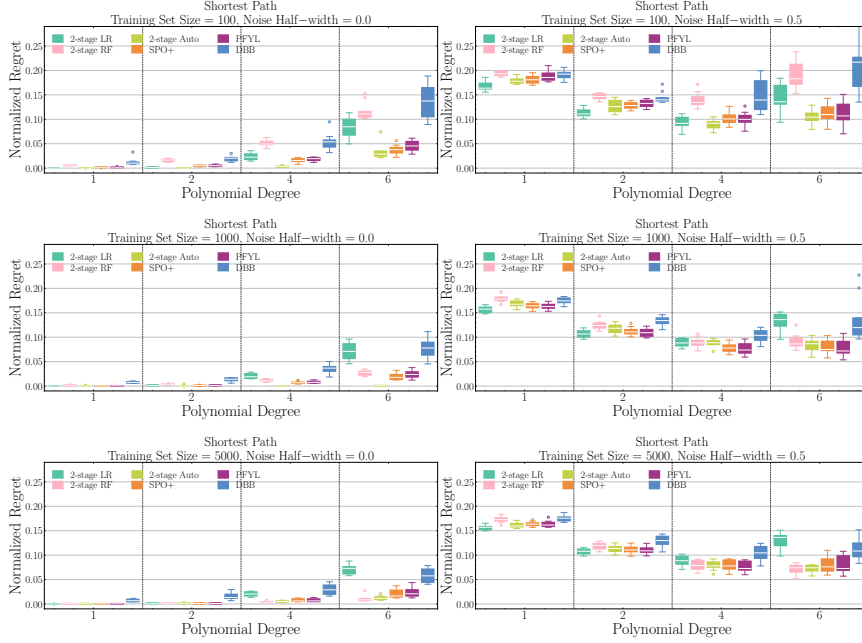 Shortest Path
Training Set Size = 100, Noise Half−width = 0.0
2-stage LR 2-stage Auto PFYL
2-stage RF SPO+ DBB
Normalized Regret
0.25
0.20
0.15
0.10
0.05
0.00
1 2 4 6
Polynomial Degree
Shortest Path
Training Set Size = 100, Noise Half−width = 0.5
2-stage LR 2-stage Auto PFYL
2-stage RF SPO+ DBB
Normalized Regret
0.25
0.20
0.15
0.10
0.05
0.00
1 2 4 6
Polynomial Degree
Shortest Path
Training Set Size = 1000, Noise Half−width = 0.0
2-stage LR 2-stage Auto PFYL
2-stage RF SPO+ DBB
Normalized Regret
0.25
0.20
0.15
0.10
0.05
0.00
1 2 4 6
Polynomial Degree
Shortest Path
Training Set Size = 1000, Noise Half−width = 0.5
2-stage LR 2-stage Auto PFYL
2-stage RF SPO+ DBB
Normalized Regret
0.25
0.20
0.15
0.10
0.05
0.00
1 2 4 6
Polynomial Degree
Shortest Path
Training Set Size = 5000, Noise Half−width = 0.0
2-stage LR 2-stage Auto PFYL
2-stage RF SPO+ DBB
Normalized Regret
0.25
0.20
0.15
0.10
0.05
0.00
1 2 4 6
Polynomial Degree
Shortest Path
Training Set Size = 5000, Noise Half−width = 0.5
2-stage LR 2-stage Auto PFYL
2-stage RF SPO+ DBB
Normalized Regret
0.25
0.20
0.15
0.10
0.05
0.00
1 2 4 6
Polynomial Degree